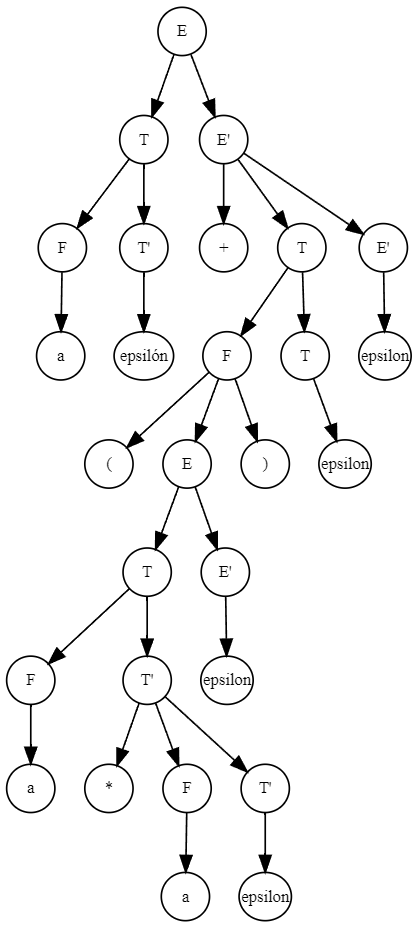 E
T E'
F T' + T E'
a epsilón F T epsilon
( E ) epsilon
T E'
F T' epsilon
a * F T'
a epsilon